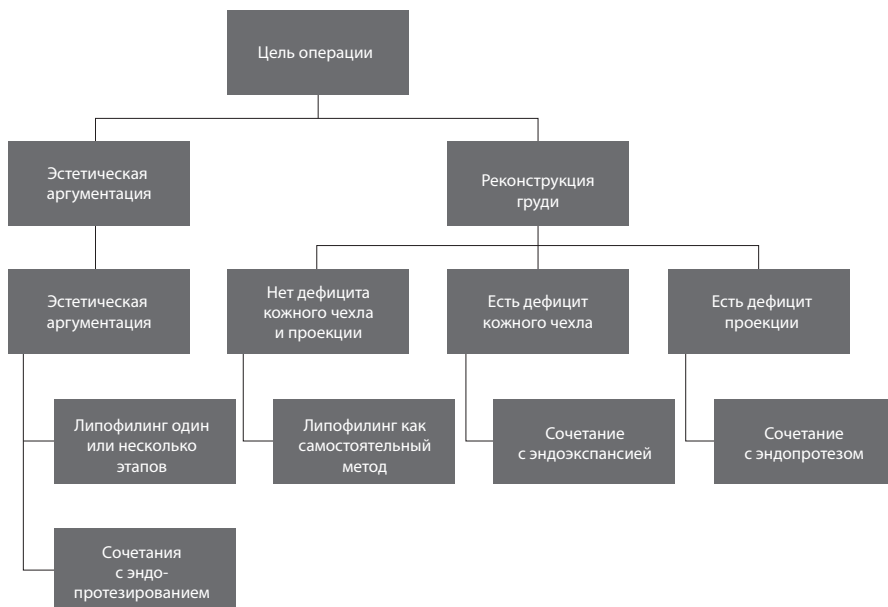 Цель операции
Эстетическая
аргументация
Реконструкция
груди
Эстетическая
аргументация
Нет дефицита
кожного чехла
и проекции
Есть дефицит
кожного чехла
Есть дефицит
проекции
Липофилинг один
или несколько
этапов
Липофилинг как
самостоятельный
метод
Сочетание
с эндоэкспансией
Сочетание
с эндопротезом
Сочетания
с эндо-
протезированием